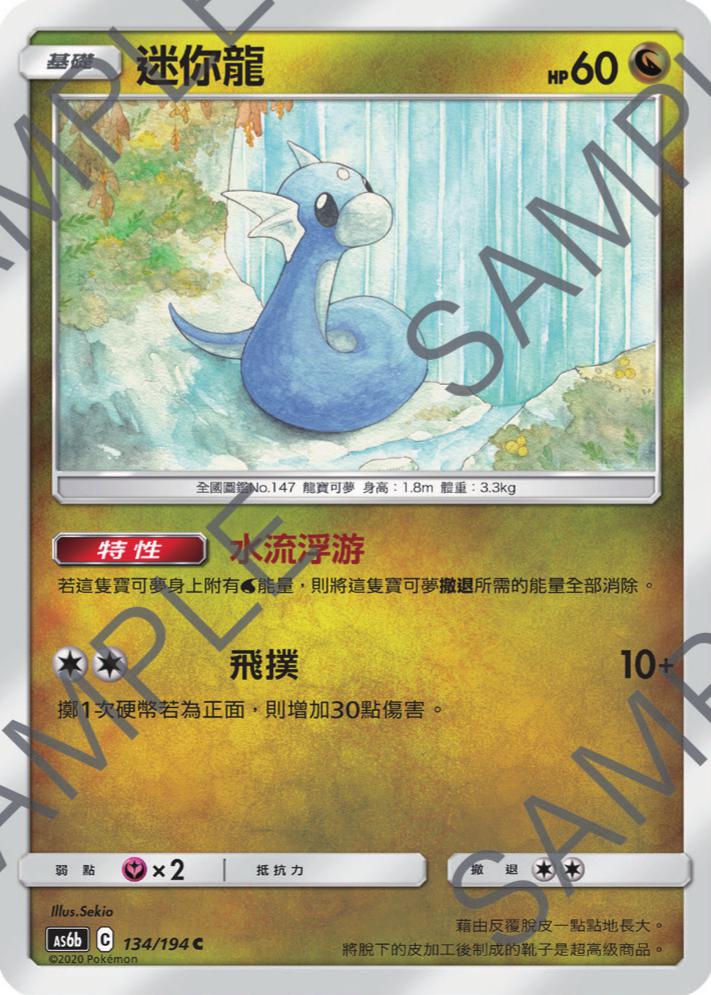 基礎 迷你龍 HP60
全國圖鑑No.147 龍寶可夢 身高：1.8m 體重：3.3kg
特性 水流浮游
若這隻寶可夢身上附有能量，則將這隻寶可夢撤退所需的能量全部消除。
飛撲 10+
擲1次硬幣若為正面，則增加30點傷害。
弱點 ×2 抵抗力 撤退
Illus.Sekio
AS6b C 134/194 C
©2020 Pokémon
藉由反覆脫皮一點點地長大。
將脫下的皮加工後制成的靴子是超高級商品。
SAMPLE
SAMPLE
SAMPLE
SAMPLE